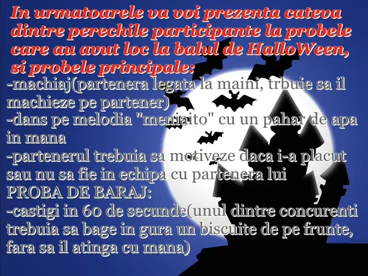 In urmatoarele va voi prezenta cateva
dintre perechile participante la probele
care au avut loc la balul de HalloWeen,
si probele principale:
-machiaj(partenera legata la maini, trbuie sa il
machieze pe partener)
-dans pe melodia "meniaito" cu un pahar de apa
in mana
-partenerul trebuia sa motiveze daca i-a placut
sau nu sa fie in echipa cu partenera lui
PROBA DE BARAJ:
-castigi in 60 de secunde(unul dintre concurenti
trebuia sa bage in gura un biscuite de pe frunte,
fara sa il atinga cu mana)